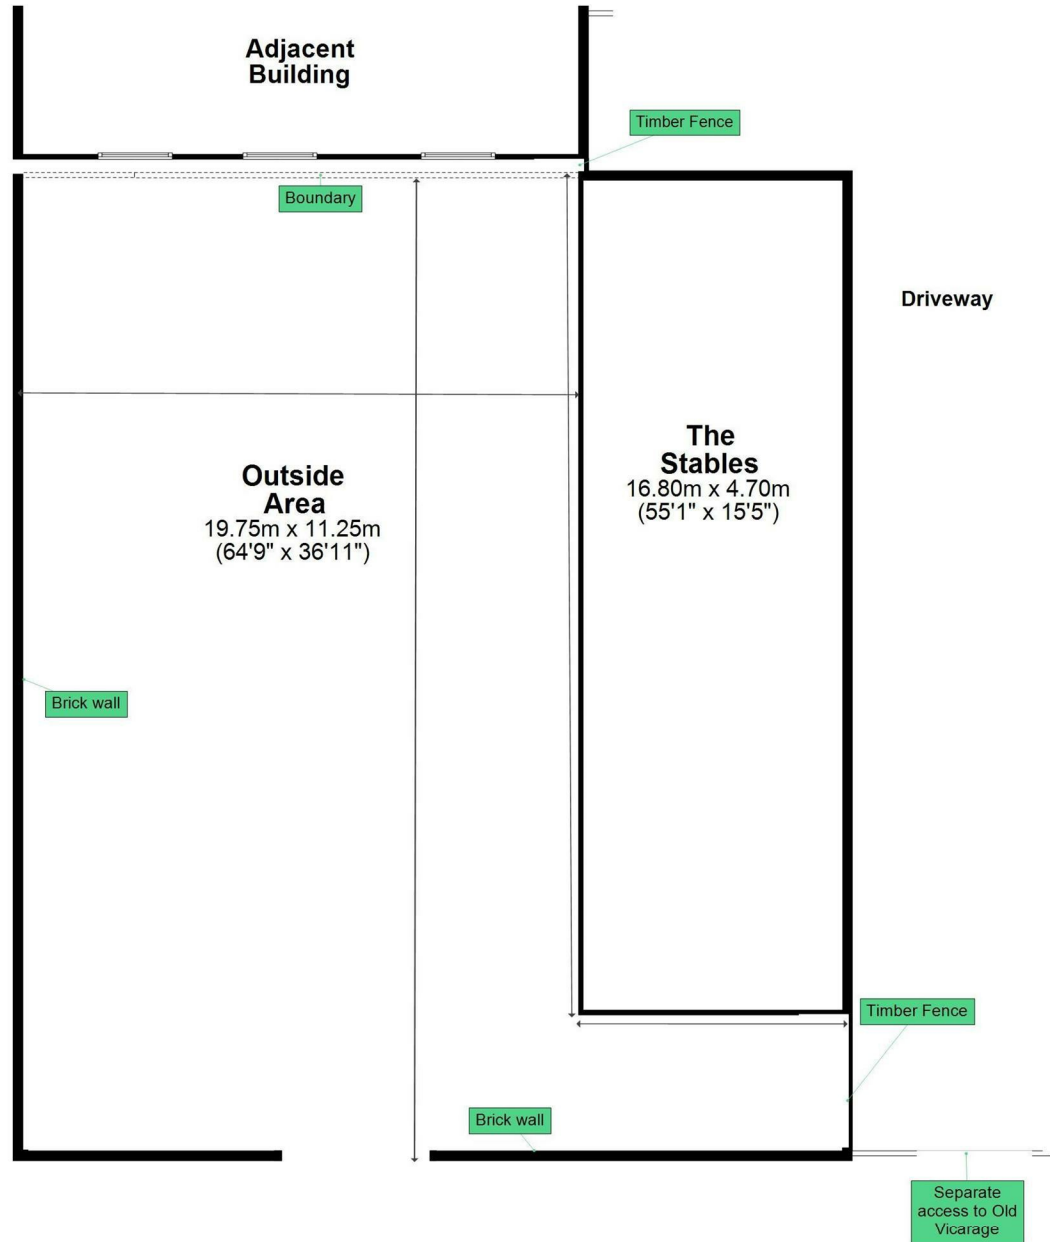 Adjacent
Building
Timber Fence
Boundary
Driveway
The
Stables
16.80m x 4.70m
(55'1" x 15'5")
Outside
Area
19.75m x 11.25m
(64'9" x 36'11")
Brick wall
Timber Fence
Brick wall
Separate
access to Old
Vicarage